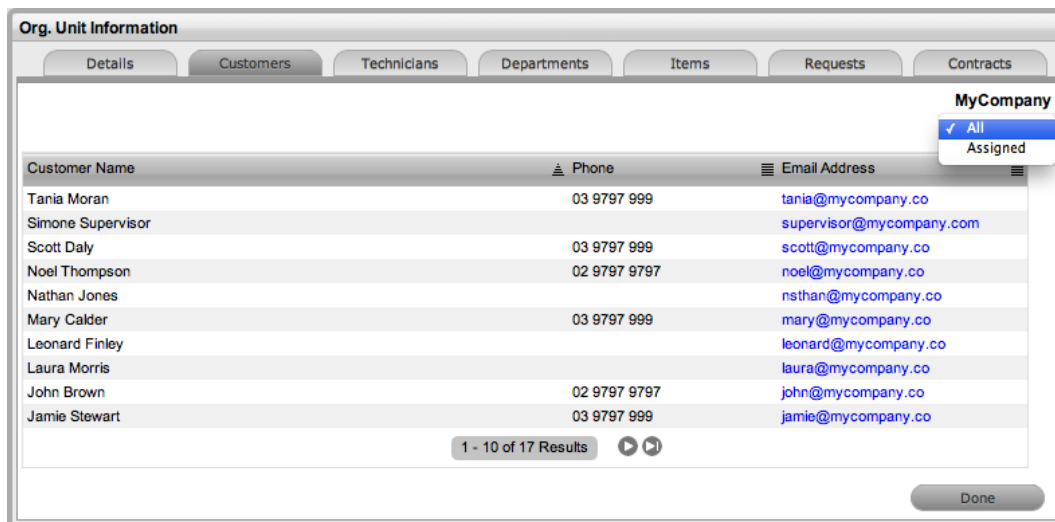 Org. Unit Information
Details Customers Technicians Departments Items Requests Contracts
MyCompany
✓ All
Assigned
Customer Name Phone Email Address
Tania Moran 03 9797 999 tania@mycompany.co
Simone Supervisor supervisor@mycompany.com
Scott Daly 03 9797 999 scott@mycompany.co
Noel Thompson 02 9797 9797 noel@mycompany.co
Nathan Jones nsthan@mycompany.co
Mary Calder 03 9797 999 mary@mycompany.co
Leonard Finley leonard@mycompany.co
Laura Morris laura@mycompany.co
John Brown 02 9797 9797 john@mycompany.co
Jamie Stewart 03 9797 999 jamie@mycompany.co
1 - 10 of 17 Results
Done